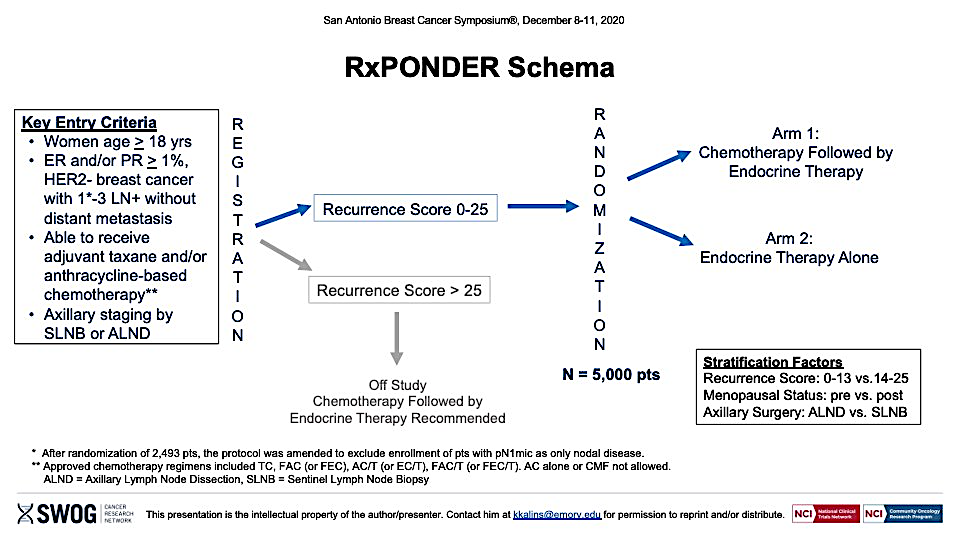 San Antonio Breast Cancer Symposium®, December 8-11, 2020
RxPONDER Schema
Key Entry Criteria
• Women age ≥ 18 yrs
• ER and/or PR ≥ 1%,
HER2- breast cancer
with 1*-3 LN+ without
distant metastasis
• Able to receive
adjuvant taxane and/or
anthracycline-based
chemotherapy**
• Axillary staging by
SLNB or ALND
REGISTRATION
Recurrence Score 0-25
Recurrence Score > 25
Off Study
Chemotherapy Followed by
Endocrine Therapy Recommended
RANDOMIZATION
N = 5,000 pts
Arm 1:
Chemotherapy Followed by
Endocrine Therapy
Arm 2:
Endocrine Therapy Alone
Stratification Factors
Recurrence Score: 0-13 vs.14-25
Menopausal Status: pre vs. post
Axillary Surgery: ALND vs. SLNB
* After randomization of 2,493 pts, the protocol was amended to exclude enrollment of pts with pN1mic as only nodal disease.
** Approved chemotherapy regimens included TC, FAC (or FEC), AC/T (or EC/T), FAC/T (or FEC/T). AC alone or CMF not allowed.
ALND = Axillary Lymph Node Dissection, SLNB = Sentinel Lymph Node Biopsy
SWOG
CANCER
RESEARCH
NETWORK
This presentation is the intellectual property of the author/presenter. Contact him at kkalins@emory.edu for permission to reprint and/or distribute.
NCI
National Clinical
Trials Network
NCI
Community Oncology
Research Program